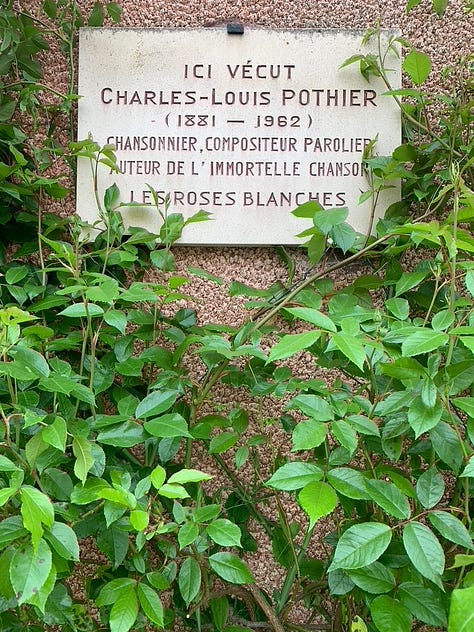 ICI VÉCUT
CHARLES-LOUIS POTHIER
(1881 — 1962)
CHANSONNIER, COMPOSITEUR PAROLIER
AUTEUR DE L'IMMORTELLE CHANSON
LES ROSES BLANCHES